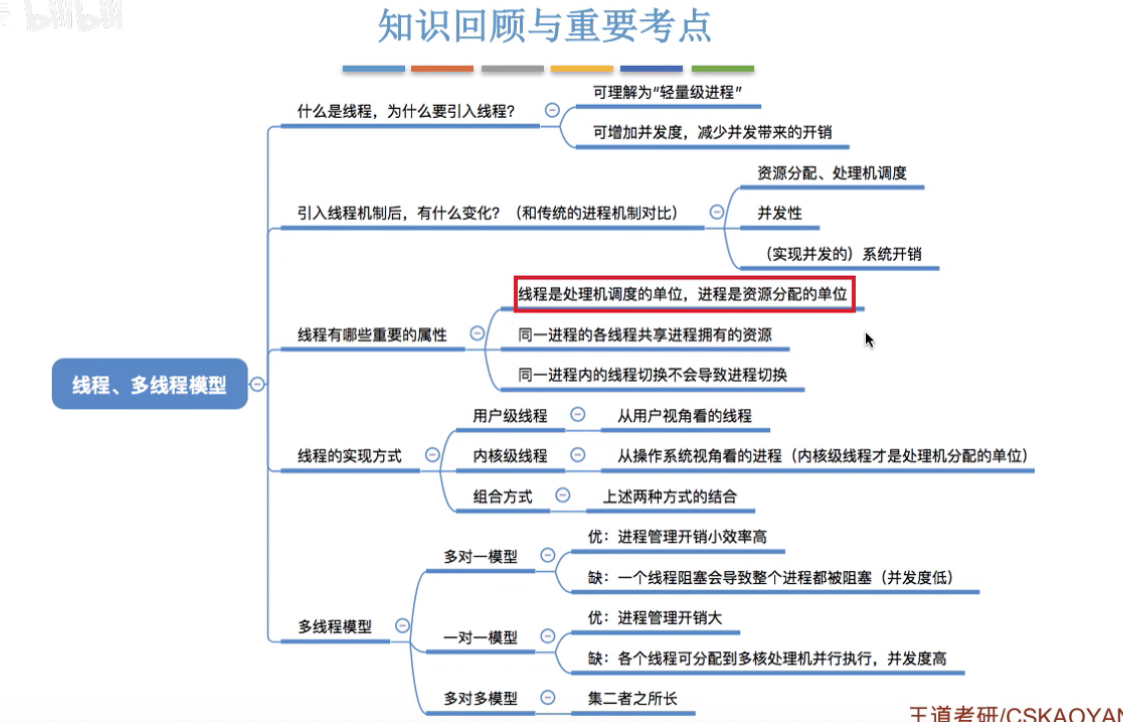 bilibili
知识回顾与重要考点
什么是线程，为什么要引入线程？
可理解为“轻量级进程”
可增加并发度，减少并发带来的开销
引入线程机制后，有什么变化？（和传统的进程机制对比）
资源分配、处理机调度
并发性
（实现并发的）系统开销
线程、多线程模型
线程有哪些重要的属性
线程是处理机调度的单位，进程是资源分配的单位
同一进程的各线程共享进程拥有的资源
同一进程内的线程切换不会导致进程切换
线程的实现方式
用户级线程
从用户视角看的线程
内核级线程
从操作系统视角看的进程（内核级线程才是处理机分配的单位）
组合方式
上述两种方式的结合
多线程模型
多对一模型
优：进程管理开销小效率高
缺：一个线程阻塞会导致整个进程都被阻塞（并发度低）
一对一模型
优：进程管理开销大
缺：各个线程可分配到多核处理机并行执行，并发度高
多对多模型
集二者之所长
王道考研/CSKAOYAN